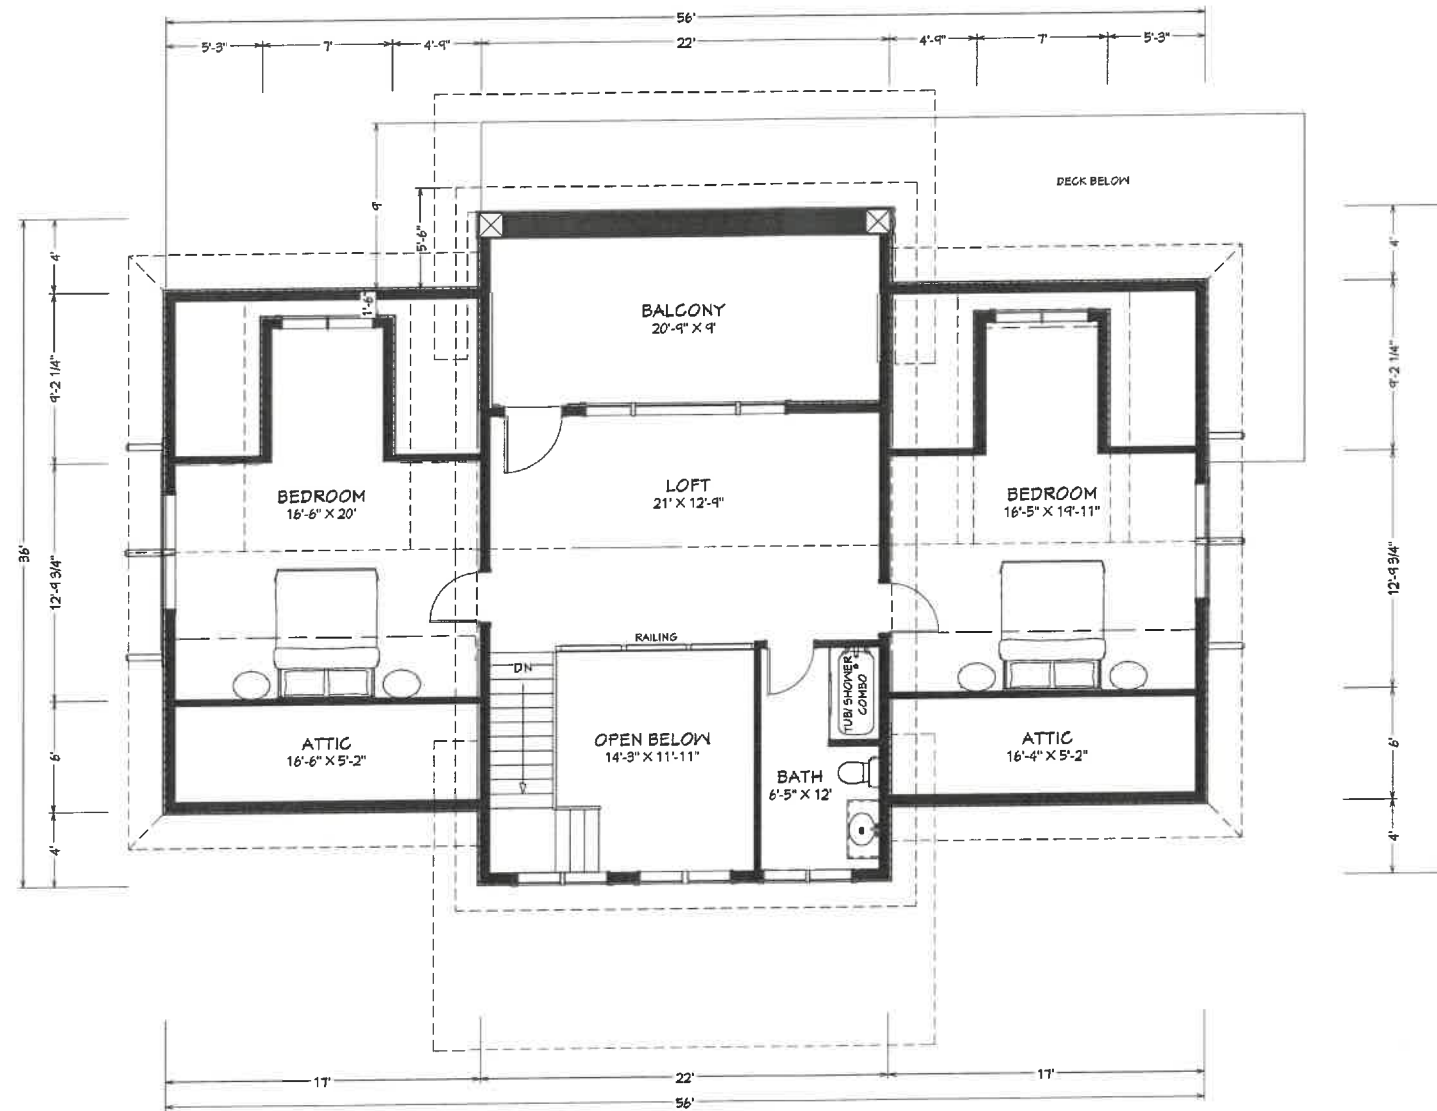 56'
5'-3"
7'
4'-9"
22'
4'-9"
7'
5'-3"
DECK BELOW
9'
5'-6"
1'-6"
4'
9'-2 1/4"
12'-9 3/4"
6'
4'
36'
BALCONY
20'-9" X 9'
LOFT
21' X 12'-9"
BEDROOM
16'-6" X 20'
BEDROOM
16'-5" X 19'-11"
RAILING
DN
TUB/ SHOWER
COMBO
OPEN BELOW
14'-3" X 11'-11"
ATTIC
16'-6" X 5'-2"
ATTIC
16'-4" X 5'-2"
BATH
6'-5" X 12'
4'
9'-2 1/4"
12'-9 3/4"
6'
4'
17'
22'
17'
56'